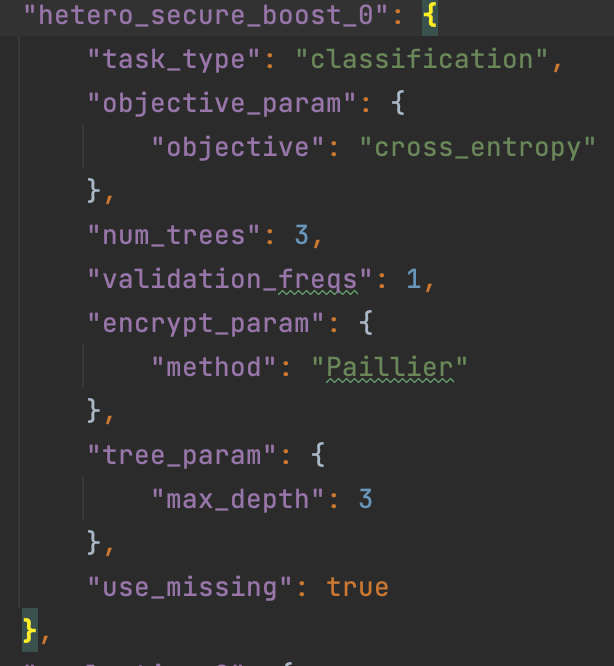 "hetero_secure_boost_0": {
"task_type": "classification",
"objective_param": {
"objective": "cross_entropy"
},
"num_trees": 3,
"validation_freqs": 1,
"encrypt_param": {
"method": "Paillier"
},
"tree_param": {
"max_depth": 3
},
"use_missing": true
},